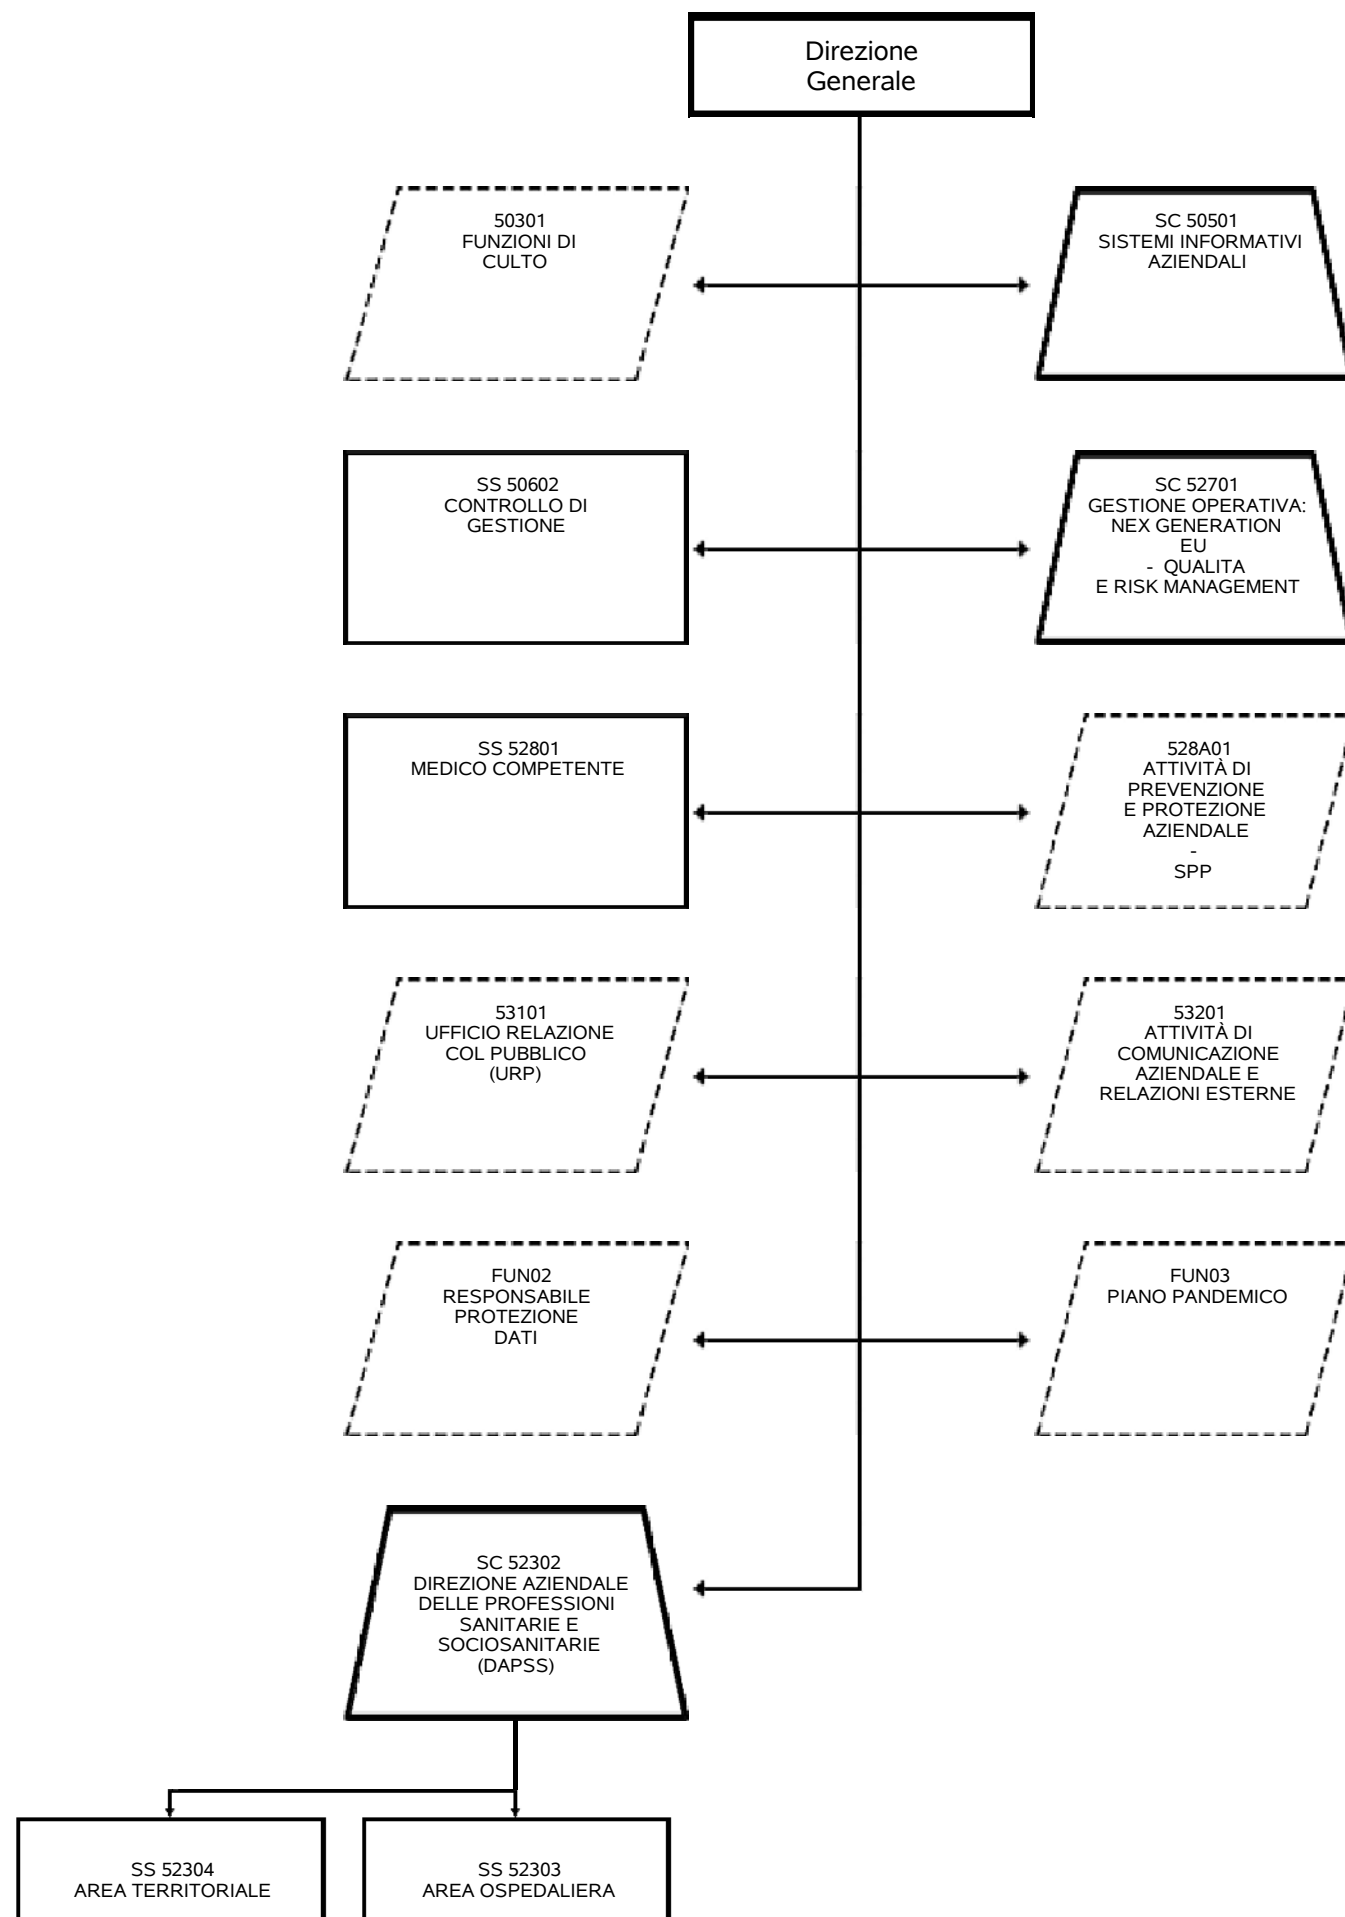 Direzione
Generale
50301
FUNZIONI DI
CULTO
SC 50501
SISTEMI INFORMATIVI
AZIENDALI
SS 50602
CONTROLLO DI
GESTIONE
SC 52701
GESTIONE OPERATIVA:
NEX GENERATION
EU
- QUALITA
E RISK MANAGEMENT
SS 52801
MEDICO COMPETENTE
528A01
ATTIVITÀ DI
PREVENZIONE
E PROTEZIONE
AZIENDALE
-
SPP
53101
UFFICIO RELAZIONE
COL PUBBLICO
(URP)
53201
ATTIVITÀ DI
COMUNICAZIONE
AZIENDALE E
RELAZIONI ESTERNE
FUN02
RESPONSABILE
PROTEZIONE
DATI
FUN03
PIANO PANDEMICO
SC 52302
DIREZIONE AZIENDALE
DELLE PROFESSIONI
SANITARIE E
SOCIOSANITARIE
(DAPSS)
SS 52304
AREA TERRITORIALE
SS 52303
AREA OSPEDALIERA